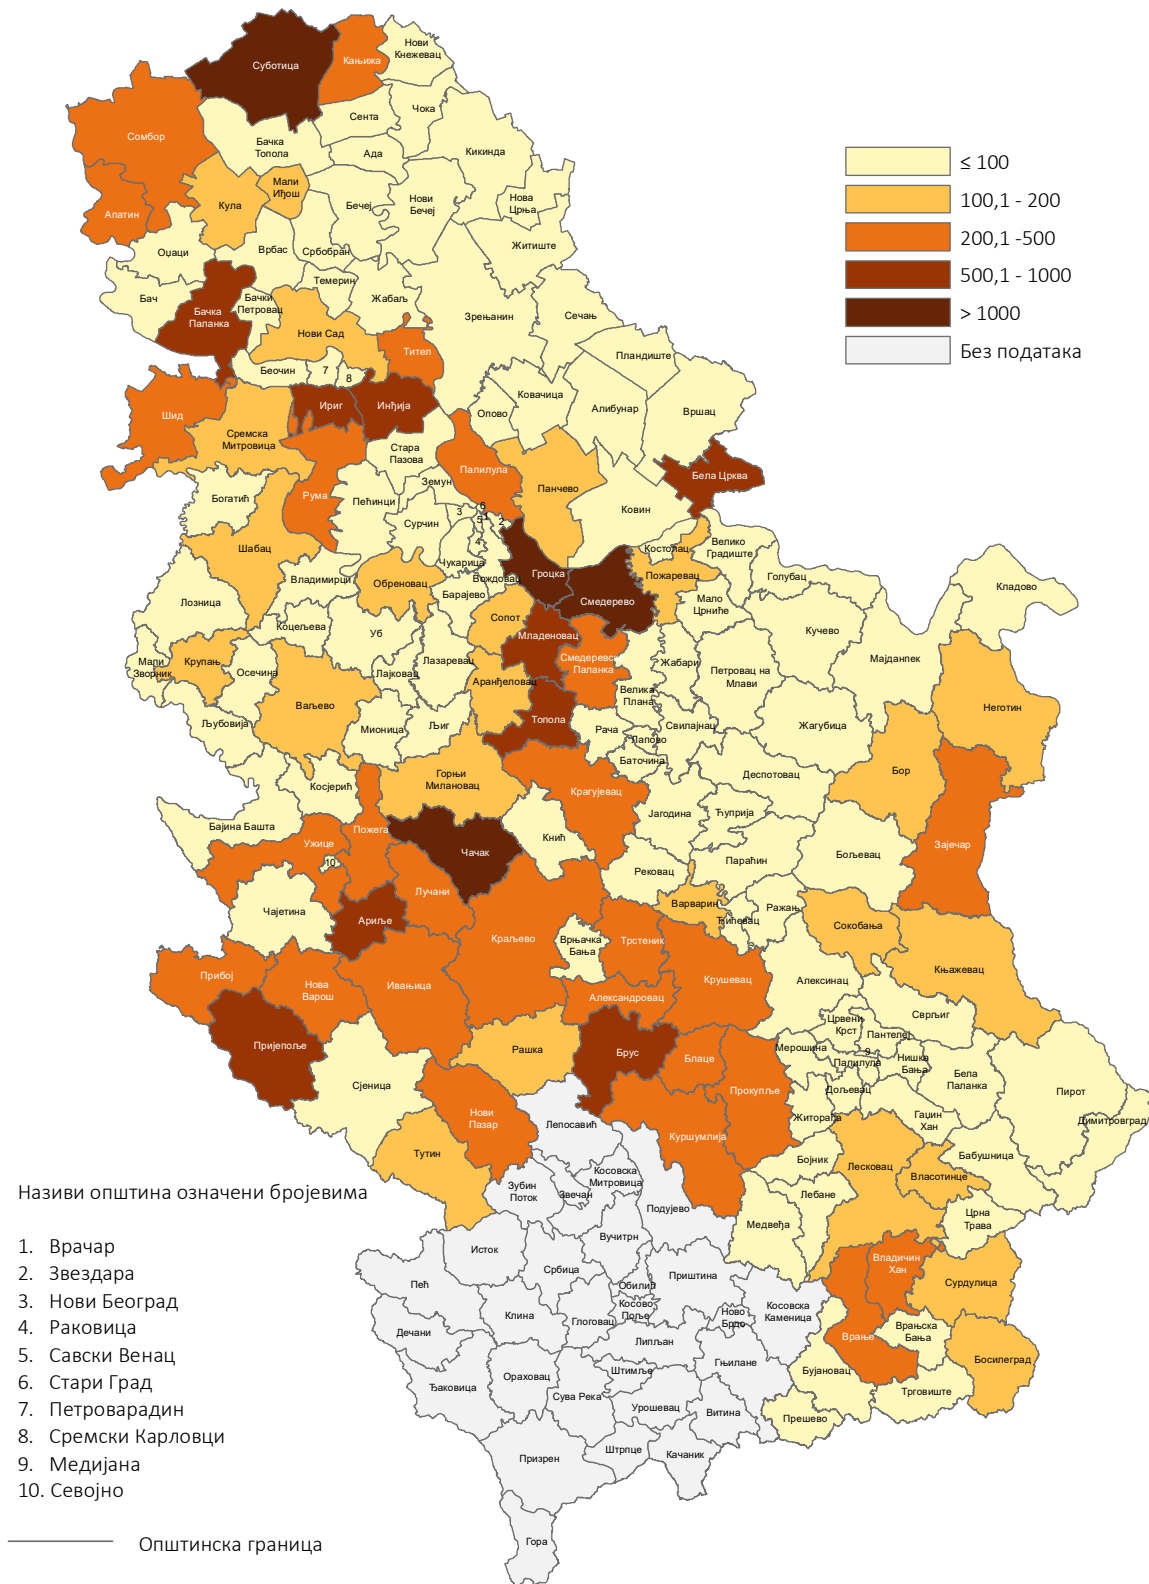 Суботица
Кањижа
Нови
Кнежевац
Сомбор
Бачка
Топола
Сента
Чока
Ада
Кикинда
Апатин
Кула
Мали
Иђош
Бечеј
Нови
Бечеј
Нова
Црња
Житиште
Оџаци
Врбас
Србобран
Темерин
Бач
Бачка
Паланка
Бачки
Петровац
Жабаљ
Зрењанин
Сечањ
Нови Сад
Тител
Беочин
7
8
Пландиште
Шид
Ириг
Инђија
Опово
Ковачица
Алибунар
Вршац
Сремска
Митровица
Стара
Пазова
Палилула
Панчево
Бела Црква
Рума
Богатић
Пећинци
Земун
Сурчин
3
6
1
5
2
4
Ковин
Шабац
Владимирци
Обреновац
Чукарица
Вождовац
Барајево
Гроцка
Смедерево
Костолац
Пожаревац
Велико
Градиште
Голубац
Мало
Црниће
Кладово
Лозница
Коцељева
Уб
Сопот
Младеновац
Смедеревска
Паланка
Кучево
Мајданпек
Мали
Зворник
Крупањ
Осечина
Лајковац
Лазаревац
Аранђеловац
Жабари
Петровац на
Млави
Велика
Плана
Љубовија
Ваљево
Мионица
Љиг
Топола
Рача
Лапово
Свилајнац
Баточина
Жагубица
Неготин
Бор
Косјерић
Горњи
Милановац
Крагујевац
Деспотовац
Бајина Башта
Ужице
Пожега
10
Чачак
Кнић
Јагодина
Ћуприја
Параћин
Бољевац
Зајечар
Рековац
Чајетина
Лучани
Ариље
Краљево
Врњачка
Бања
Трстеник
Варварин
Ћићевац
Ражањ
Сокобања
Књажевац
Прибој
Нова
Варош
Ивањица
Александровац
Крушевац
Алексинац
Пријепоље
Сјеница
Рашка
Брус
Блаце
Прокупље
Мерошина
Црвени
Крст
Пантелеј
Сврљиг
Палилула
9
Нишка
Бања
Бела
Паланка
Пирот
Димитровград
Дољевац
Житорађа
Гаџин
Хан
Бабушница
Нови
Пазар
Тутин
Куршумлија
Бојник
Лесковац
Власотинце
Лебане
Медвеђа
Црна
Трава
Лепосавић
Зубин
Поток
Звечан
Косовска
Митровица
Подујево
Вучитрн
Исток
Србица
Пећ
Обилић
Приштина
Косовска
Каменица
Владичин
Хан
Сурдулица
Клина
Глоговац
Косово
Поље
Ново
Брдо
Дечани
Липљан
Врање
Врањска
Бања
Босилеград
Ђаковица
Ораховац
Сува Река
Штимље
Гњилане
Бујановац
Трговиште
Урошевац
Витина
Прешево
Призрен
Штрпце
Качаник
Гора
≤ 100
100,1 - 200
200,1 -500
500,1 - 1000
> 1000
Без података
Називи општина означени бројевима
1. Врачар
2. Звездара
3. Нови Београд
4. Раковица
5. Савски Венац
6. Стари Град
7. Петроварадин
8. Сремски Карловци
9. Медијана
10. Севојно
Општинска граница